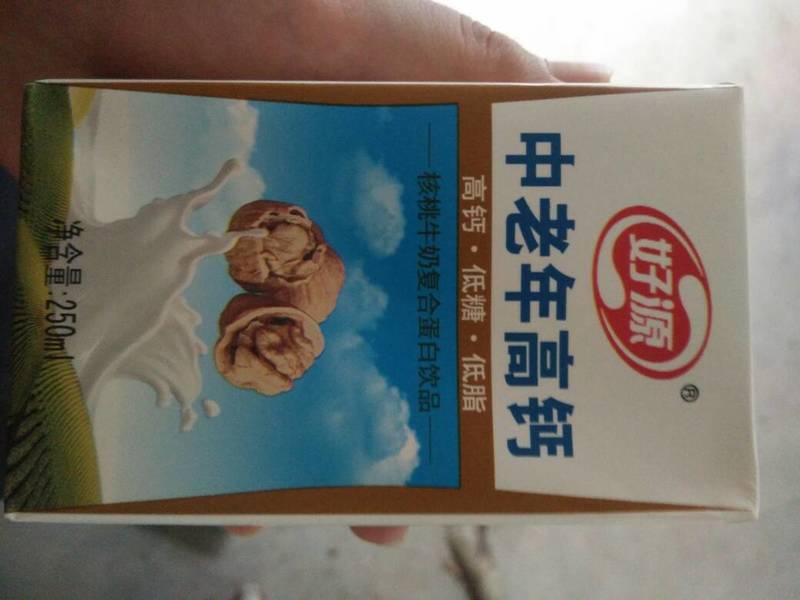 好源
®
中老年高钙
高钙·低糖·低脂
核桃牛奶复合蛋白饮品
净含量:250ml